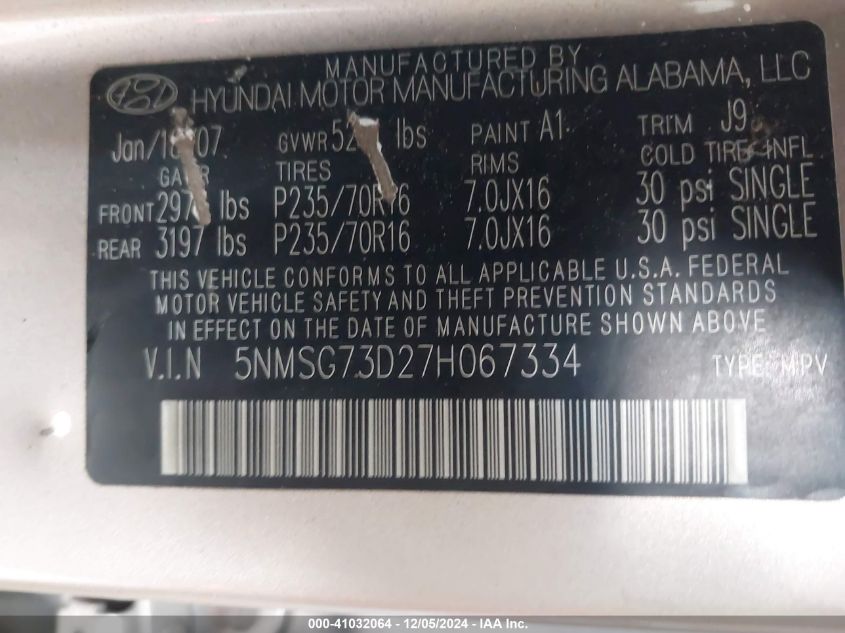 MANUFACTURED BY
HYUNDAI MOTOR MANUFACTURING ALABAMA, LLC
GVWR lbs PAINT A1 TRIM J9
TIRES RIMS COLD TIRE INFL
FRONT lbs P235/70R16 7.0JX16 30 psi SINGLE
REAR 3197 lbs P235/70R16 7.0JX16 30 psi SINGLE
THIS VEHICLE CONFORMS TO ALL APPLICABLE U.S.A. FEDERAL
MOTOR VEHICLE SAFETY AND THEFT PREVENTION STANDARDS
IN EFFECT ON THE DATE OF MANUFACTURE SHOWN ABOVE
V.I.N 5NMSG73D27H067334 TYPE: MPV
000-41032064 - 12/05/2024 - IAA Inc.